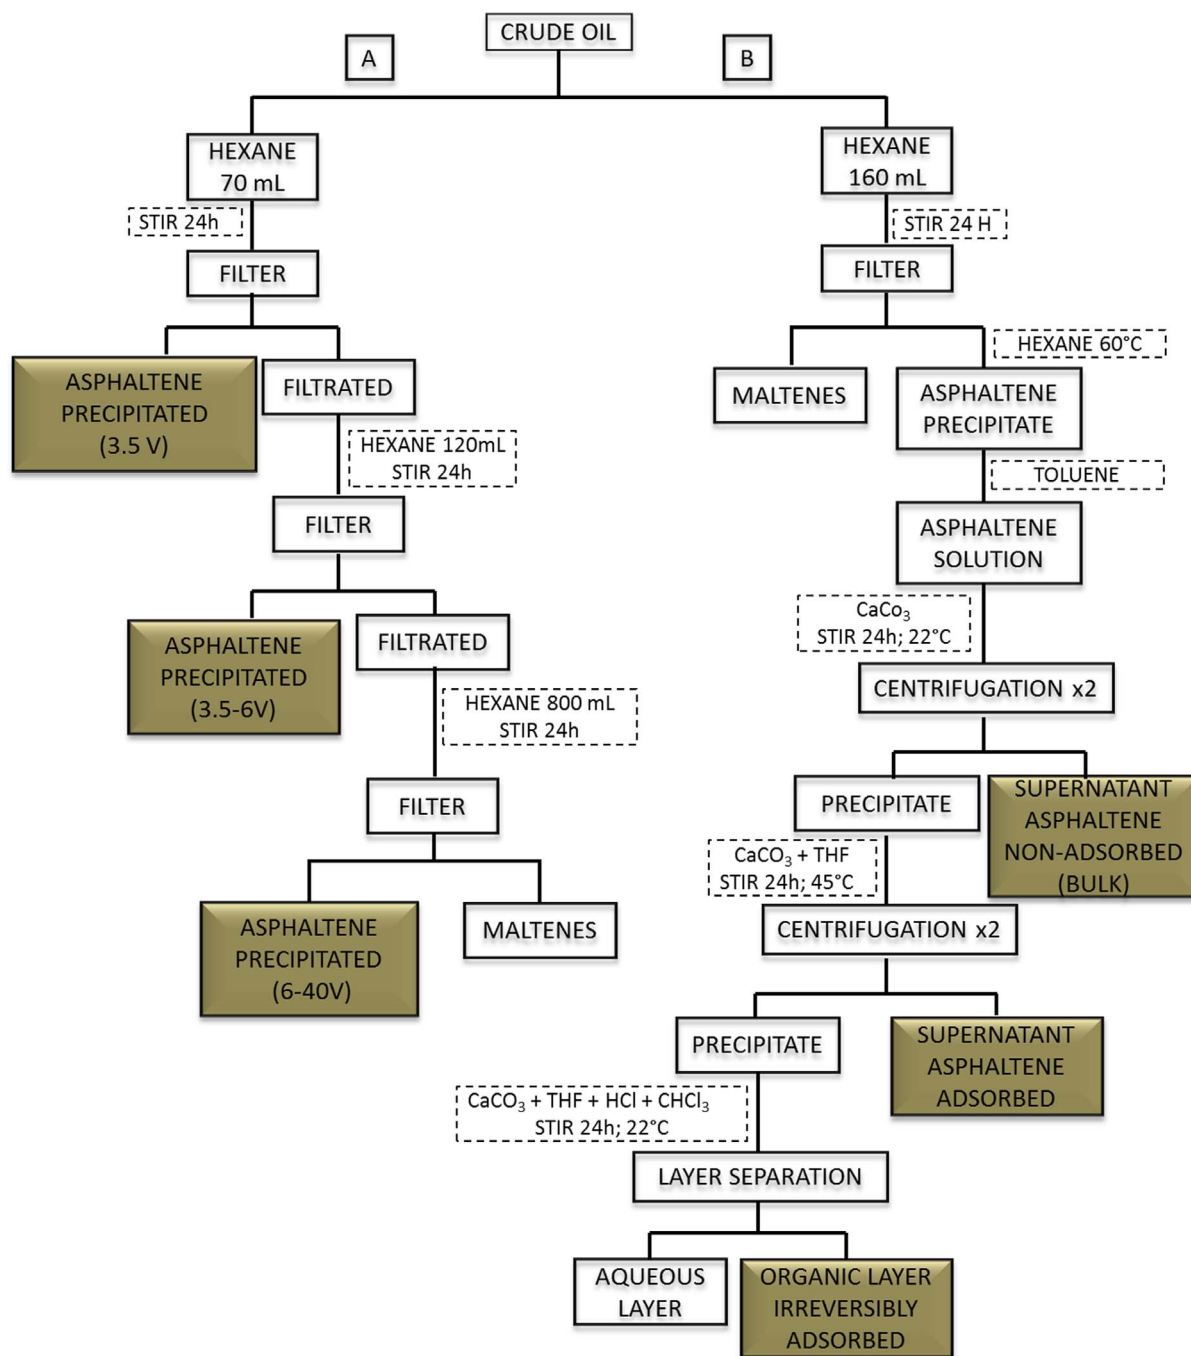 CRUDE OIL
A
B
HEXANE
70 mL
STIR 24h
FILTER
ASPHALTENE
PRECIPITATED
(3.5 V)
FILTRATED
HEXANE 120mL
STIR 24h
FILTER
ASPHALTENE
PRECIPITATED
(3.5-6V)
FILTRATED
HEXANE 800 mL
STIR 24h
FILTER
ASPHALTENE
PRECIPITATED
(6-40V)
MALTENES
HEXANE
160 mL
STIR 24 H
FILTER
MALTENES
HEXANE 60°C
ASPHALTENE
PRECIPITATE
TOLUENE
ASPHALTENE
SOLUTION
CaCo₃
STIR 24h; 22°C
CENTRIFUGATION x2
PRECIPITATE
SUPERNATANT
ASPHALTENE
NON-ADSORBED
(BULK)
CaCO₃ + THF
STIR 24h; 45°C
CENTRIFUGATION x2
PRECIPITATE
SUPERNATANT
ASPHALTENE
ADSORBED
CaCO₃ + THF + HCl + CHCl₃
STIR 24h; 22°C
LAYER SEPARATION
AQUEOUS
LAYER
ORGANIC LAYER
IRREVERSIBLY
ADSORBED